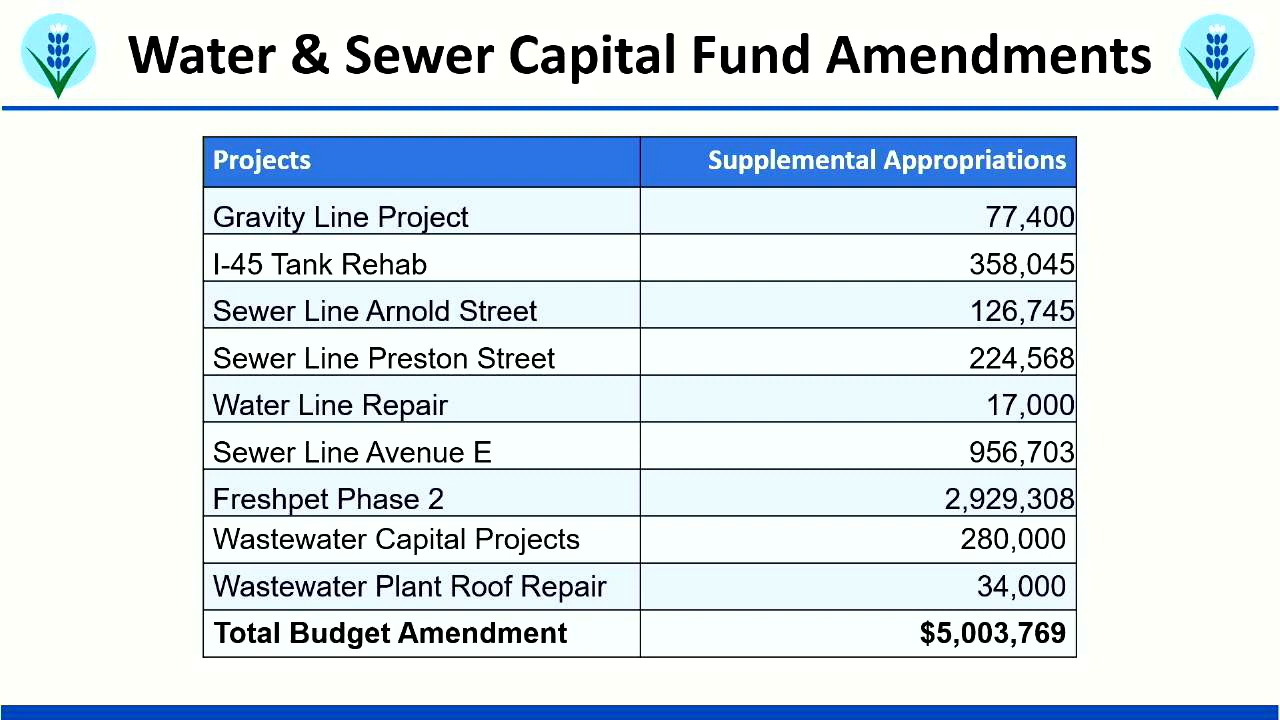 Water & Sewer Capital Fund Amendments
Projects Supplemental Appropriations
Gravity Line Project 77,400
I-45 Tank Rehab 358,045
Sewer Line Arnold Street 126,745
Sewer Line Preston Street 224,568
Water Line Repair 17,000
Sewer Line Avenue E 956,703
Freshpet Phase 2 2,929,308
Wastewater Capital Projects 280,000
Wastewater Plant Roof Repair 34,000
Total Budget Amendment $5,003,769